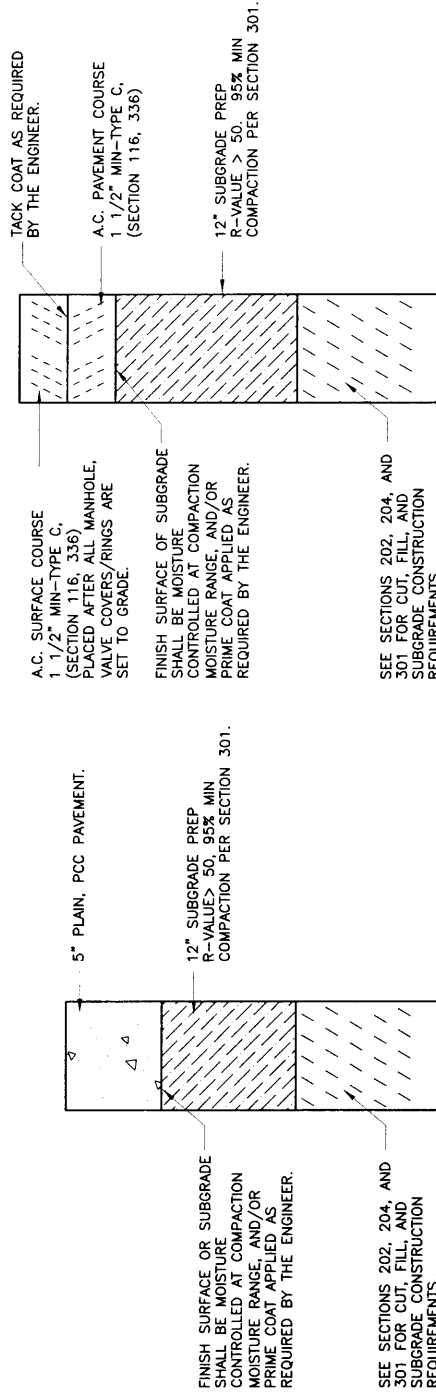 5" PLAIN, PCC PAVEMENT.
12" SUBGRADE PREP
R-VALUE> 50, 95% MIN
COMPACTION PER SECTION 301.
FINISH SURFACE OR SUBGRADE
SHALL BE MOISTURE
CONTROLLED AT COMPACTION
MOISTURE RANGE, AND/OR
PRIME COAT APPLIED AS
REQUIRED BY THE ENGINEER.
SEE SECTIONS 202, 204, AND
301 FOR CUT, FILL, AND
SUBGRADE CONSTRUCTION
REQUIREMENTS
TACK COAT AS REQUIRED
BY THE ENGINEER.
A.C. SURFACE COURSE
1 1/2" MIN-TYPE C,
(SECTION 116, 336)
PLACED AFTER ALL MANHOLE,
VALVE COVERS/RINGS ARE
SET TO GRADE.
A.C. PAVEMENT COURSE
1 1/2" MIN-TYPE C,
(SECTION 116, 336)
FINISH SURFACE OF SUBGRADE
SHALL BE MOISTURE
CONTROLLED AT COMPACTION
MOISTURE RANGE, AND/OR
PRIME COAT APPLIED AS
REQUIRED BY THE ENGINEER.
12" SUBGRADE PREP
R-VALUE > 50. 95% MIN
COMPACTION PER SECTION 301.
SEE SECTIONS 202, 204, AND
301 FOR CUT, FILL, AND
SUBGRADE CONSTRUCTION
REQUIREMENTS